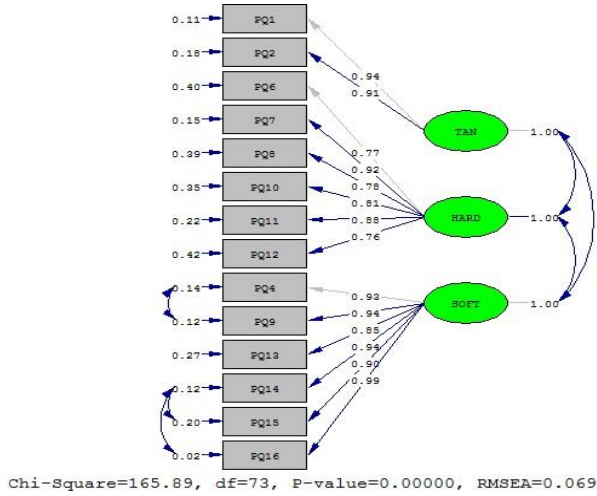 0.11 PQ1
0.18 PQ2
0.94
0.91
0.40 PQ6
0.15 PQ7
TAN 1.00
0.39 PQ8
0.77
0.92
0.78
0.35 PQ10
0.81
0.22 PQ11
0.88
HARD 1.00
0.42 PQ12
0.76
0.14 PQ4
0.93
SOFT 1.00
0.12 PQ9
0.94
0.27 PQ13
0.85
0.94
0.12 PQ14
0.90
0.99
0.20 PQ15
0.02 PQ16
Chi-Square=165.89, df=73, P-value=0.00000, RMSEA=0.069